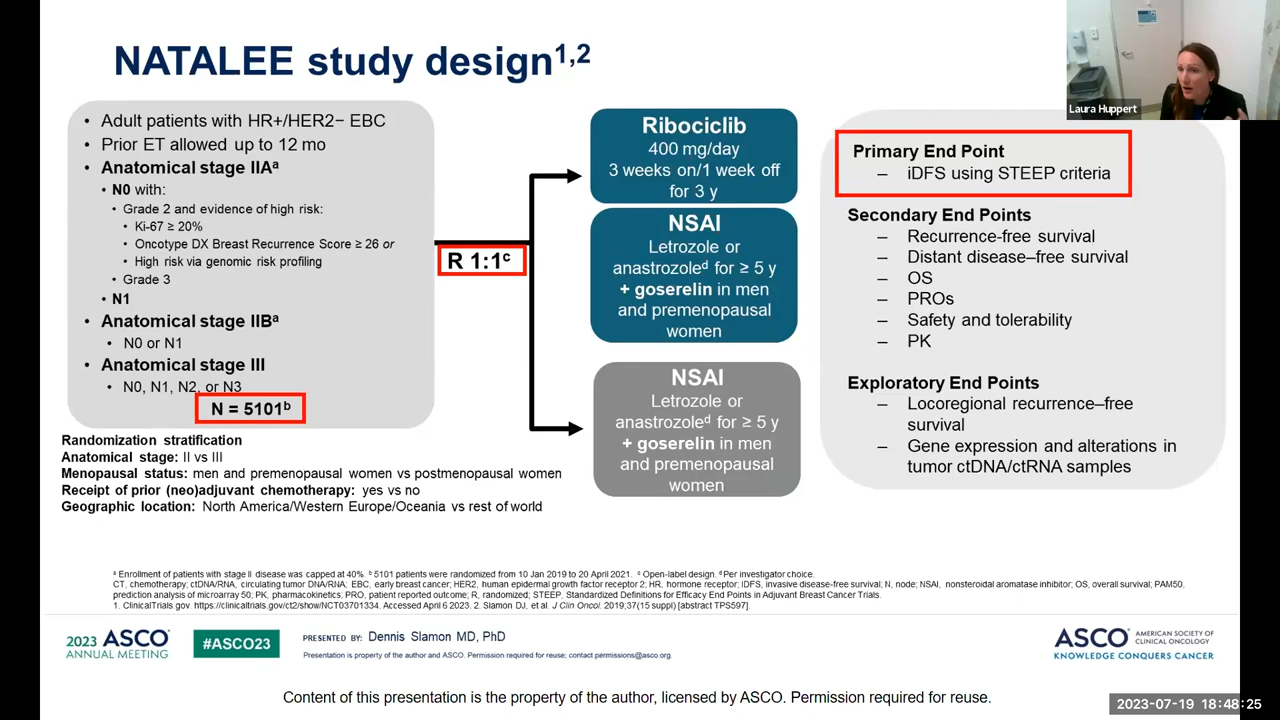 NATALEE study design1,2
Laura Huppert
• Adult patients with HR+/HER2− EBC
• Prior ET allowed up to 12 mo
• Anatomical stage IIAa
• N0 with:
• Grade 2 and evidence of high risk:
• Ki-67 ≥ 20%
• Oncotype DX Breast Recurrence Score ≥ 26 or
• High risk via genomic risk profiling
• Grade 3
• N1
• Anatomical stage IIBa
• N0 or N1
• Anatomical stage III
• N0, N1, N2, or N3
N = 5101b
Randomization stratification
Anatomical stage: II vs III
Menopausal status: men and premenopausal women vs postmenopausal women
Receipt of prior (neo)adjuvant chemotherapy: yes vs no
Geographic location: North America/Western Europe/Oceania vs rest of world
R 1:1c
Ribociclib
400 mg/day
3 weeks on/1 week off
for 3 y
NSAI
Letrozole or
anastrozoled for ≥ 5 y
+ goserelin in men
and premenopausal
women
NSAI
Letrozole or
anastrozoled for ≥ 5 y
+ goserelin in men
and premenopausal
women
Primary End Point
– iDFS using STEEP criteria
Secondary End Points
– Recurrence-free survival
– Distant disease–free survival
– OS
– PROs
– Safety and tolerability
– PK
Exploratory End Points
– Locoregional recurrence–free
survival
– Gene expression and alterations in
tumor ctDNA/ctRNA samples
a Enrollment of patients with stage II disease was capped at 40%. b 5101 patients were randomized from 10 Jan 2019 to 20 April 2021. c Open-label design. d Per investigator choice.
CT, chemotherapy; ctDNA/RNA, circulating tumor DNA/RNA; EBC, early breast cancer; HER2, human epidermal growth factor receptor 2; HR, hormone receptor; IDFS, invasive disease-free survival; N, node; NSAI, nonsteroidal aromatase inhibitor; OS, overall survival; PAM50,
prediction analysis of microarray 50; PK, pharmacokinetics; PRO, patient reported outcome; R, randomized; STEEP, Standardized Definitions for Efficacy End Points in Adjuvant Breast Cancer Trials.
1. ClinicalTrials.gov. https://clinicaltrials.gov/ct2/show/NCT03701334. Accessed April 6 2023. 2. Slamon DJ, et al. J Clin Oncol. 2019;37(15 suppl) [abstract TPS597].
2023 ASCO
ANNUAL MEETING
#ASCO23
PRESENTED BY: Dennis Slamon MD, PhD
Presentation is property of the author and ASCO. Permission required for reuse; contact permissions@asco.org.
ASCO AMERICAN SOCIETY OF
CLINICAL ONCOLOGY
KNOWLEDGE CONQUERS CANCER
Content of this presentation is the property of the author, licensed by ASCO. Permission required for reuse.
2023-07-19 18:48:25